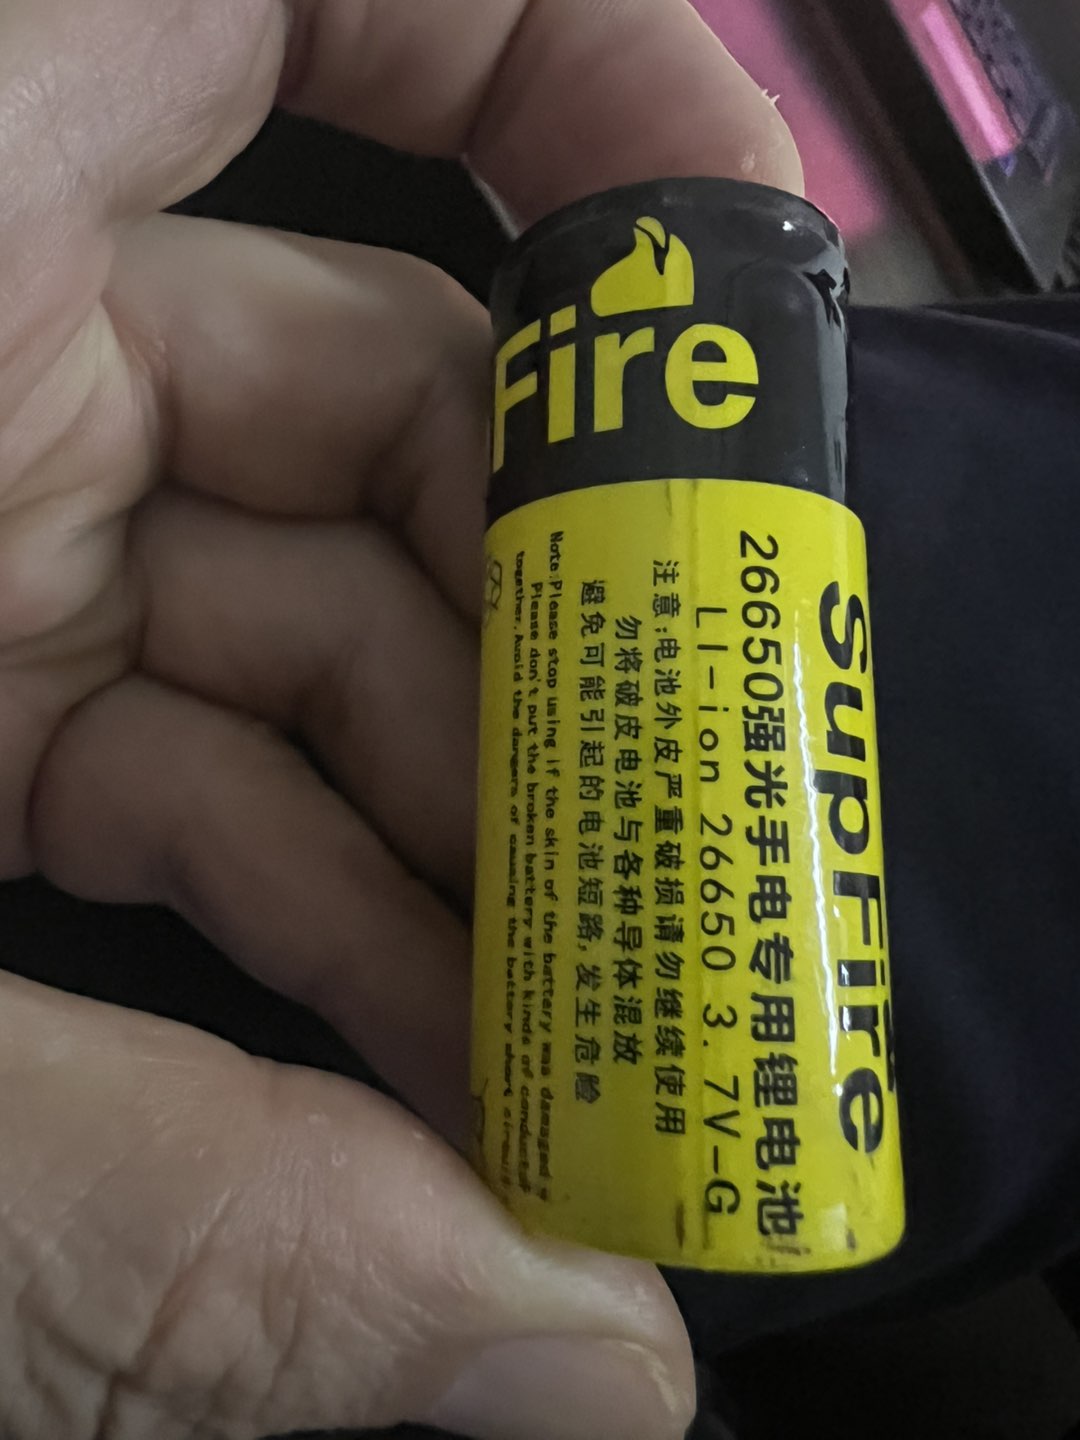 Fire
SupFire
26650强光手电专用锂电池
LI-ion 26650 3.7V-G
注意:电池外皮严重破损请勿继续使用
勿将破皮电池与各种导体混放
避免可能引起的电池短路,发生危险
Note:Please stop using if the skin of the battery was damaged
Please don't put the broken battery with kinds of conductor
together.Avoid the dangers of causing the battery short circuit